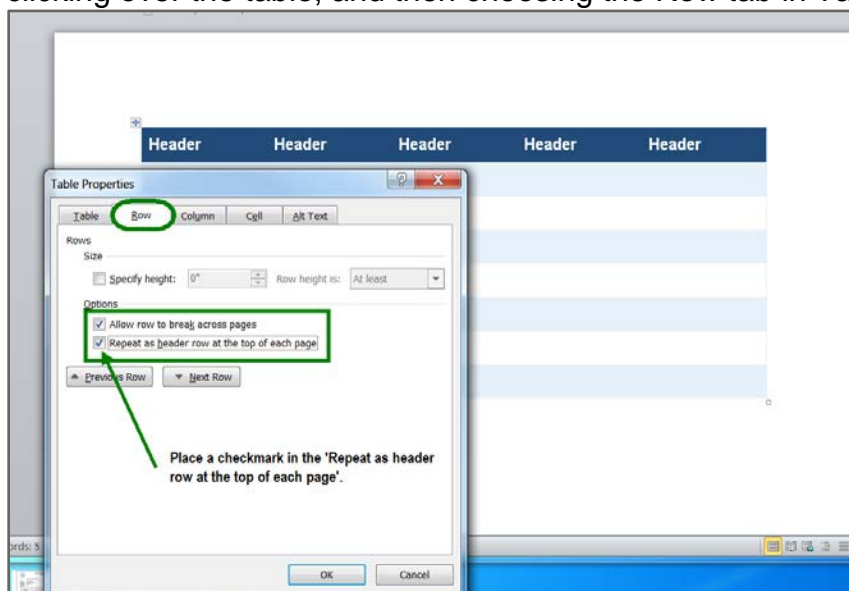 clicking over the table, and then choosing the Row tab in
Header Header Header Header Header
Table Properties
Table Row Column Cell Alt Text
Rows
Size
Specify height: 0" Row height is: At least
Options
Allow row to break across pages
Repeat as header row at the top of each page
Previous Row Next Row
Place a checkmark in the 'Repeat as header
row at the top of each page'.
OK Cancel